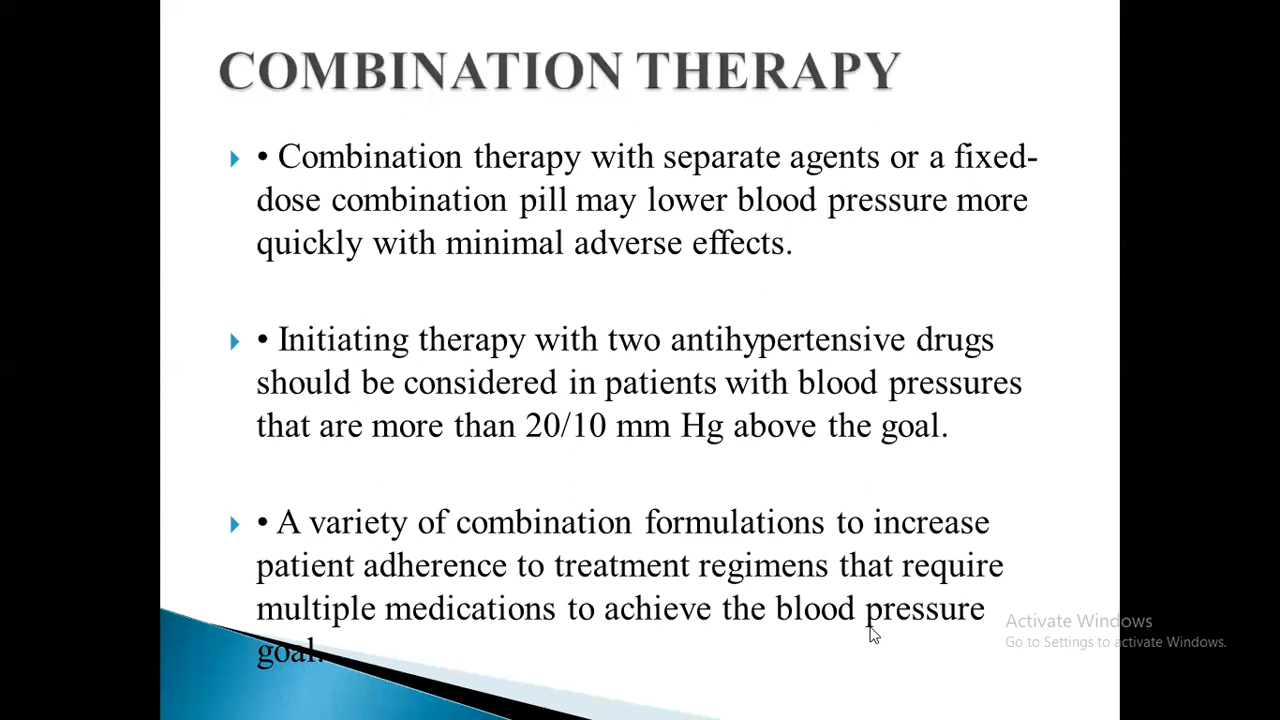 COMBINATION THERAPY
• Combination therapy with separate agents or a fixed-
dose combination pill may lower blood pressure more
quickly with minimal adverse effects.
• Initiating therapy with two antihypertensive drugs
should be considered in patients with blood pressures
that are more than 20/10 mm Hg above the goal.
• A variety of combination formulations to increase
patient adherence to treatment regimens that require
multiple medications to achieve the blood pressure
goal.
Activate Windows
Go to Settings to activate Windows.